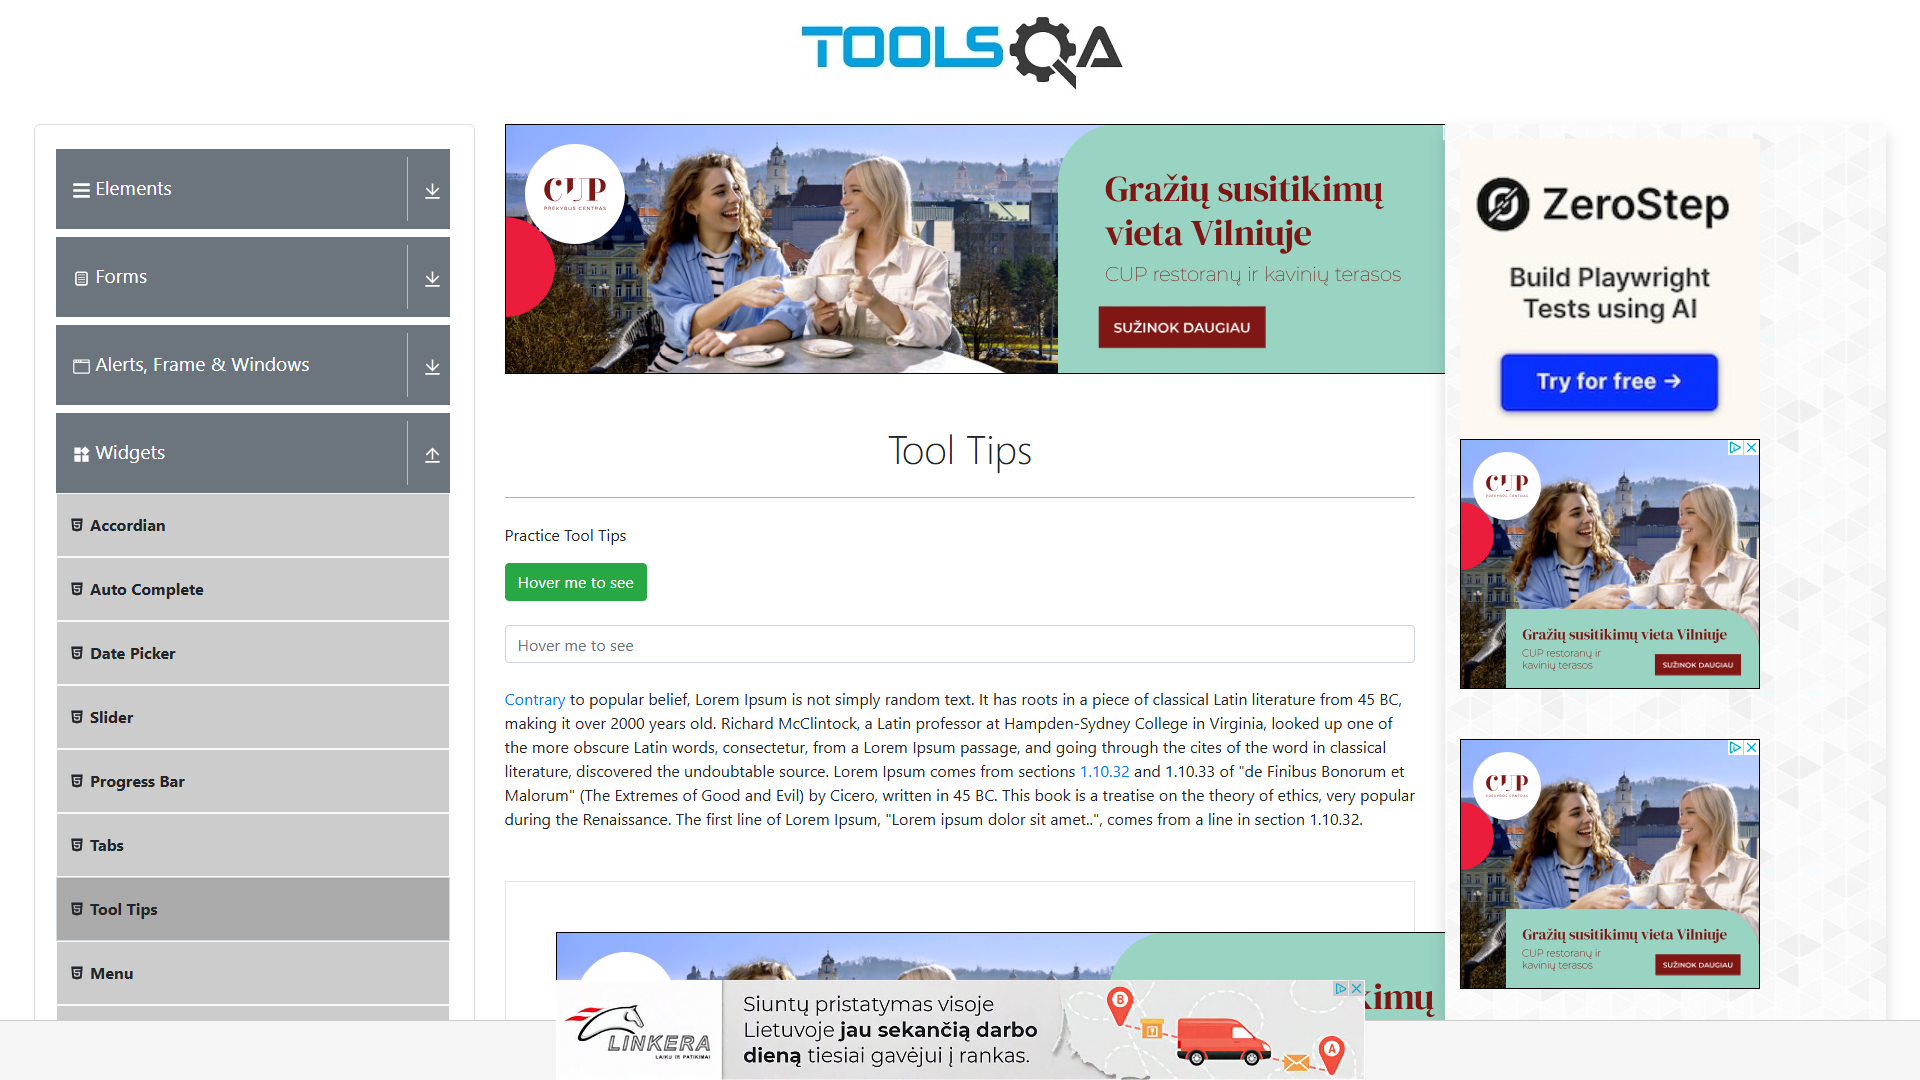 TOOLSQA
Elements
Forms
Alerts, Frame & Windows
Widgets
Accordian
Auto Complete
Date Picker
Slider
Progress Bar
Tabs
Tool Tips
Menu
CUP
PREKYBOS CENTRAS
Gražių susitikimų
vieta Vilniuje
CUP restoranų ir kavinių terasos
SUŽINOK DAUGIAU
Tool Tips
Practice Tool Tips
Hover me to see
Hover me to see
Contrary to popular belief, Lorem Ipsum is not simply random text. It has roots in a piece of classical Latin literature from 45 BC,
making it over 2000 years old. Richard McClintock, a Latin professor at Hampden-Sydney College in Virginia, looked up one of
the more obscure Latin words, consectetur, from a Lorem Ipsum passage, and going through the cites of the word in classical
literature, discovered the undoubtable source. Lorem Ipsum comes from sections 1.10.32 and 1.10.33 of "de Finibus Bonorum et
Malorum" (The Extremes of Good and Evil) by Cicero, written in 45 BC. This book is a treatise on the theory of ethics, very popular
during the Renaissance. The first line of Lorem Ipsum, "Lorem ipsum dolor sit amet..", comes from a line in section 1.10.32.
kimų
LINKERA
LAIKU IR PATIKIMAI
Siuntų pristatymas visoje
Lietuvoje jau sekančią darbo
dieną tiesiai gavėjui į rankas.
B
A
ZeroStep
Build Playwright
Tests using AI
Try for free →
CUP
PREKYBOS CENTRAS
Gražių susitikimų vieta Vilniuje
CUP restoranų ir
kavinių terasos
SUŽINOK DAUGIAU
CUP
PREKYBOS CENTRAS
Gražių susitikimų vieta Vilniuje
CUP restoranų ir
kavinių terasos
SUŽINOK DAUGIAU